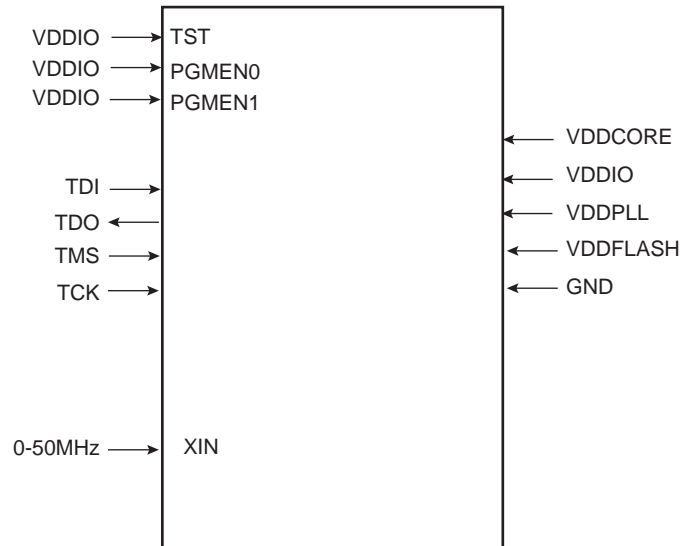 VDDIO TST
VDDIO PGMEN0
VDDIO PGMEN1
VDDCORE
VDDIO
TDI
VDDPLL
TDO
VDDFLASH
TMS
GND
TCK
0-50MHz XIN